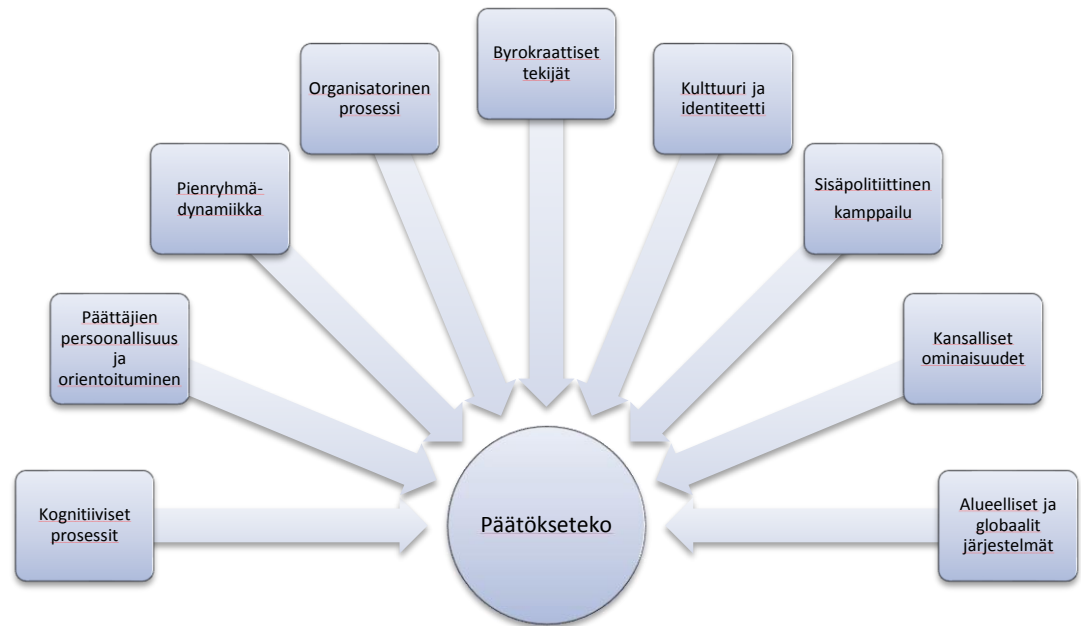 Byrokraattiset
tekijät
Organisatorinen
prosessi
Kulttuuri ja
identiteetti
Pienryhmä-
dynamiikka
Sisäpolitiittinen
kamppailu
Päättäjien
persoonallisuus
ja
orientoituminen
Kansalliset
ominaisuudet
Kognitiiviset
prosessit
Päätökseteko
Alueelliset ja
globaalit
järjestelmät